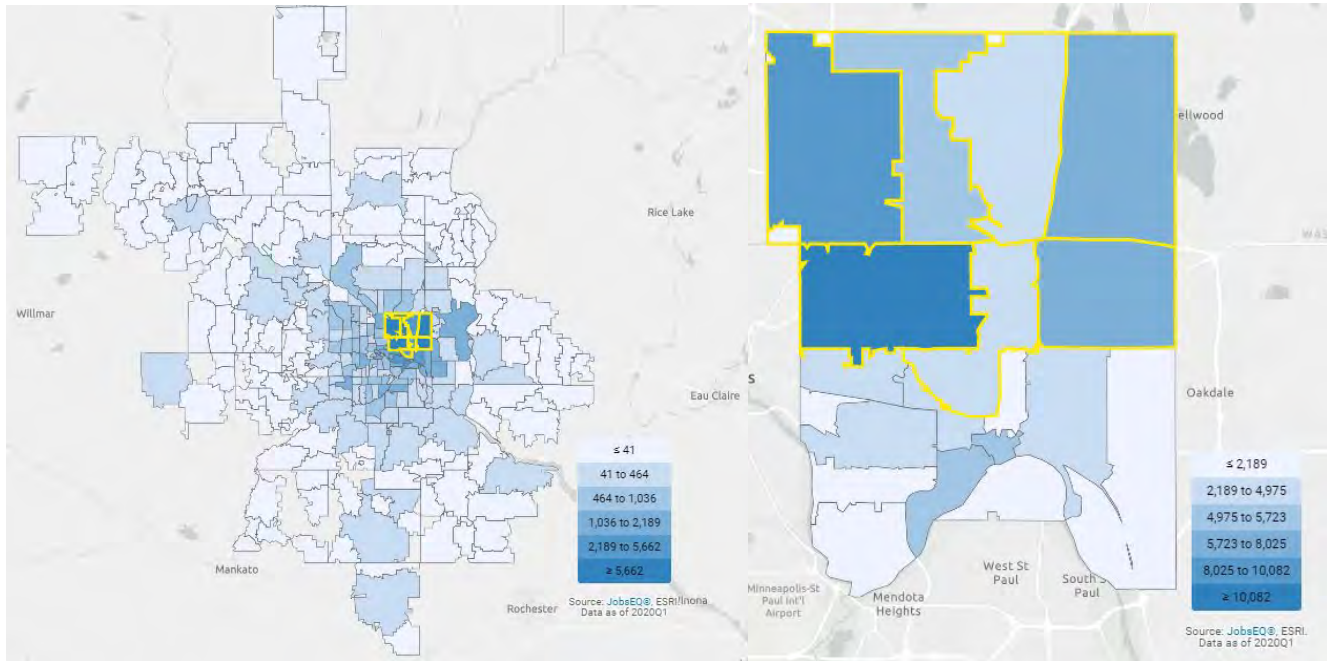 Rice Lake
Willmar
Eau Claire
Mankato
Rochester
≤ 41
41 to 464
464 to 1,036
1,036 to 2,189
2,189 to 5,662
≥ 5,662
Source: JobsEQ®, ESRI
inona
Data as of 2020Q1
ellwood
Oakdale
S
West St
Paul
South S
Paul
Minneapolis-St
Paul Int'l
Airport
Mendota
Heights
≤ 2,189
2,189 to 4,975
4,975 to 5,723
5,723 to 8,025
8,025 to 10,082
≥ 10,082
Source: JobsEQ®, ESRI.
Data as of 2020Q1